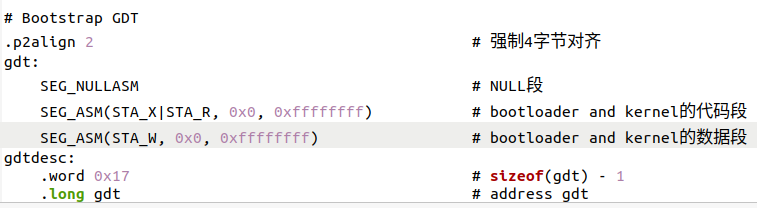 # Bootstrap GDT
.p2align 2 # 强制4字节对齐
gdt:
SEG_NULLASM # NULL段
SEG_ASM(STA_X|STA_R, 0x0, 0xffffffff) # bootloader and kernel的代码段
SEG_ASM(STA_W, 0x0, 0xffffffff) # bootloader and kernel的数据段
gdtdesc:
.word 0x17 # sizeof(gdt) - 1
.long gdt # address gdt